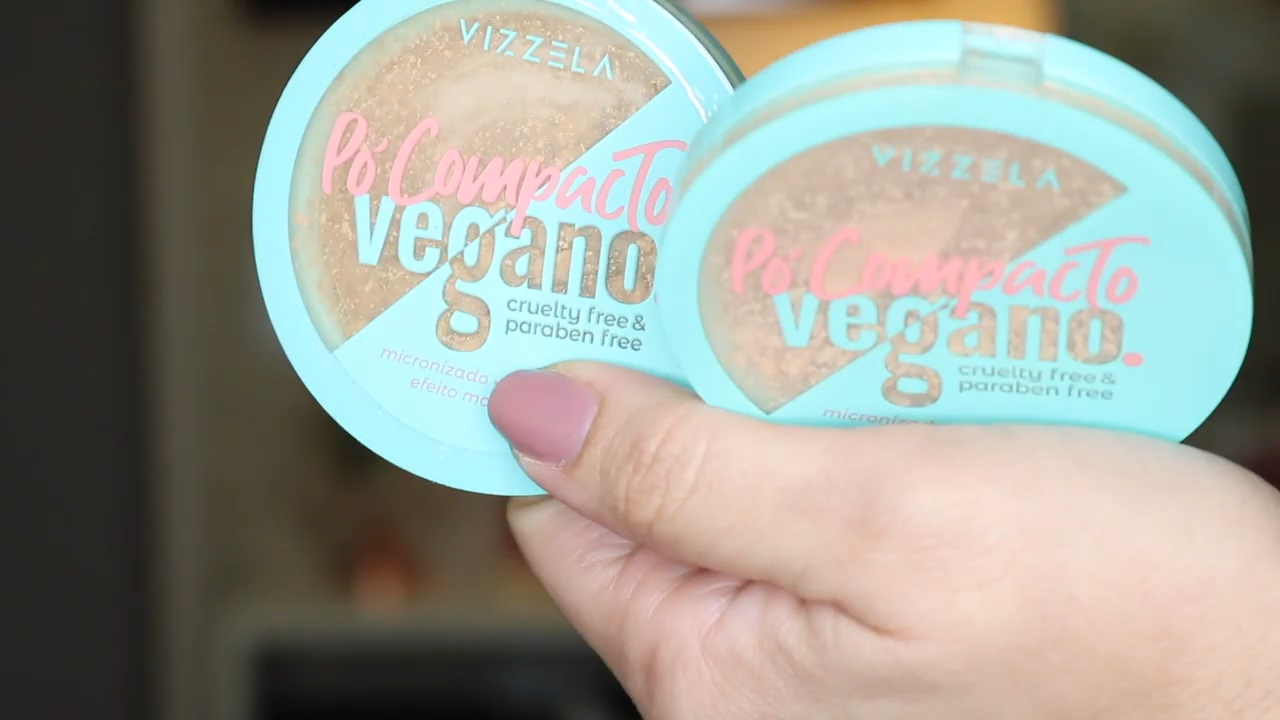 VIZZELA
Pó Compacto
vegano
cruelty free &
paraben free
micronizado
efeito
VIZZELA
Pó Compacto
vegano.
cruelty free &
paraben free